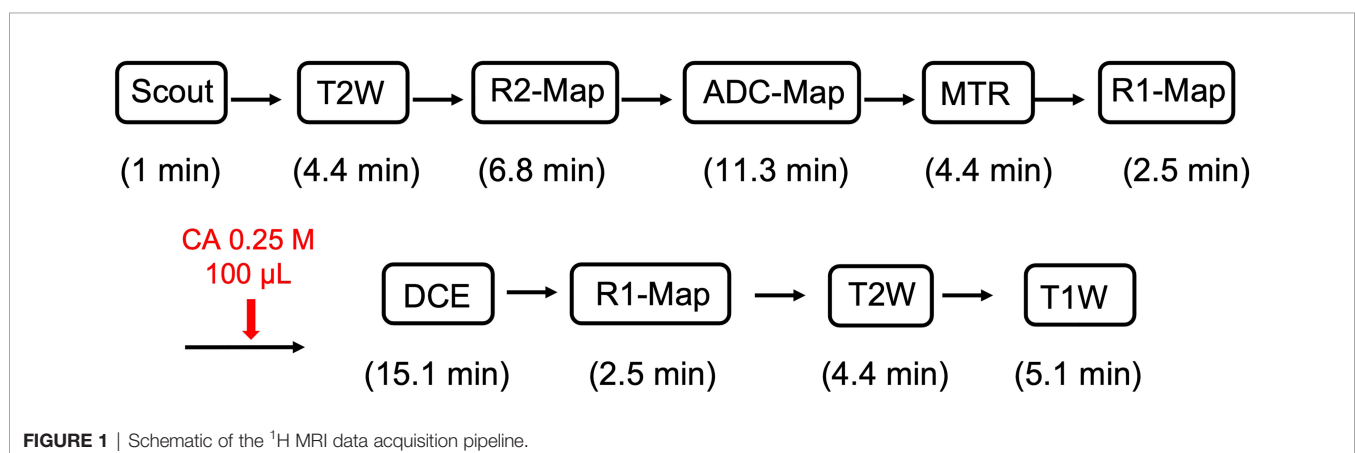 Scout T2W R2-Map ADC-Map MTR R1-Map
(1 min) (4.4 min) (6.8 min) (11.3 min) (4.4 min) (2.5 min)
CA 0.25 M
100 µL
DCE R1-Map T2W T1W
(15.1 min) (2.5 min) (4.4 min) (5.1 min)
FIGURE 1 | Schematic of the ¹H MRI data acquisition pipeline.